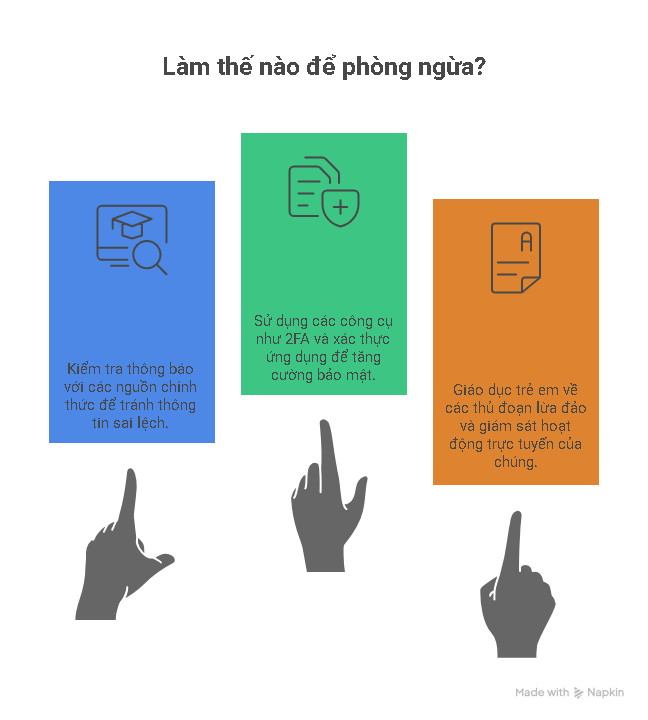 Làm thế nào để phòng ngừa?
Kiểm tra thông báo
với các nguồn chính
thức để tránh thông
tin sai lệch.
Sử dụng các công cụ
như 2FA và xác thực
ứng dụng để tăng
cường bảo mật.
A
Giáo dục trẻ em về
các thủ đoạn lừa đảo
và giám sát hoạt
động trực tuyến của
chúng.
Made with Napkin